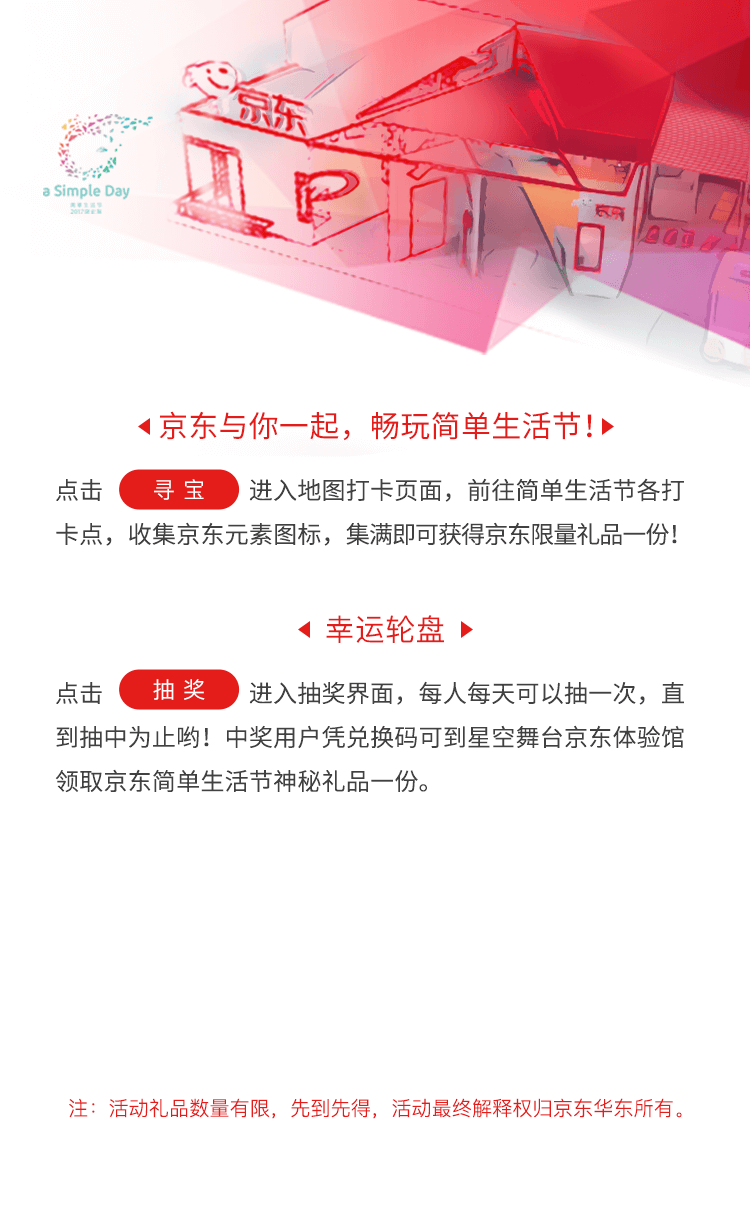 京东
a Simple Day
简单生活节
京东与你一起，畅玩简单生活节！
点击 寻宝 进入地图打卡页面，前往简单生活节各打
卡点，收集京东元素图标，集满即可获得京东限量礼品一份！
幸运轮盘
点击 抽奖 进入抽奖界面，每人每天可以抽一次，直
到抽中为止哟！中奖用户凭兑换码可到星空舞台京东体验馆
领取京东简单生活节神秘礼品一份。
注：活动礼品数量有限，先到先得，活动最终解释权归京东华东所有。